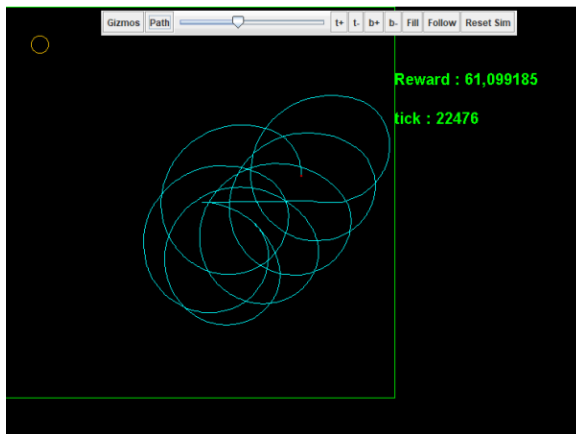 Gizmos Path t+ t- b+ b- Fill Follow Reset Sim
Reward : 61,099185
tick : 22476